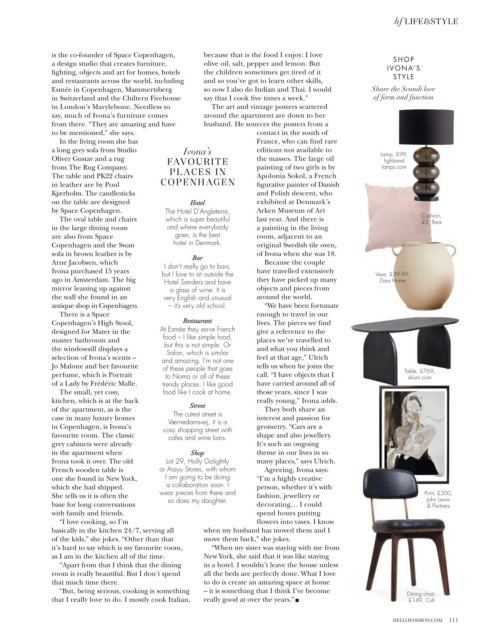 hf LIFE&STYLE
is the co-founder of Space Copenhagen,
a design studio that creates furniture,
lighting, objects and art for homes, hotels
and restaurants across the world, including
Esmée in Copenhagen, Mammertsberg
in Switzerland and the Chiltern Firehouse
in London's Marylebone. Needless to
say, much of Ivona's furniture comes
from there. "They are amazing and have
to be mentioned," she says.
In the living room she has
a long grey sofa from Studio
Oliver Gustav and a rug
from The Rug Company.
The table and PK22 chairs
in leather are by Poul
Kjærholm. The candlesticks
on the table are designed
by Space Copenhagen.
The oval table and chairs
in the large dining room
are also from Space
Copenhagen and the Swan
sofa in brown leather is by
Arne Jacobsen, which
Ivona purchased 15 years
ago in Amsterdam. The big
mirror leaning up against
the wall she found in an
antique shop in Copenhagen.
There is a Space
Copenhagen's High Stool,
designed for Mater in the
master bathroom and
the windowsill displays a
selection of Ivona's scents –
Jo Malone and her favourite
perfume, which is Portrait
of a Lady by Frédéric Malle.
The small, yet cosy,
kitchen, which is at the back
of the apartment, as is the
case in many luxury homes
in Copenhagen, is Ivona's
favourite room. The classic
grey cabinets were already
in the apartment when
Ivona took it over. The old
French wooden table is
one she found in New York,
which she had shipped.
She tells us it is often the
base for long conversations
with family and friends.
"I love cooking, so I'm
basically in the kitchen 24/7, serving all
of the kids," she jokes. "Other than that
it's hard to say which is my favourite room,
as I am in the kitchen all of the time.
"Apart from that I think that the dining
room is really beautiful. But I don't spend
that much time there.
"But, being serious, cooking is something
that I really love to do. I mostly cook Italian,
because that is the food I enjoy: I love
olive oil, salt, pepper and lemon. But
the children sometimes get tired of it
and so you've got to learn other skills,
so now I also do Indian and Thai. I would
say that I cook five times a week."
The art and vintage posters scattered
around the apartment are down to her
husband. He sources the posters from a
contact in the south of
France, who can find rare
editions not available to
the masses. The large oil
painting of two girls is by
Apolonia Sokol, a French
figurative painter of Danish
and Polish descent, who
exhibited at Denmark's
Arken Museum of Art
last year. And there is
a painting in the living
room, adjacent to an
original Swedish tile oven,
of Ivona when she was 18.
Because the couple
have travelled extensively
they have picked up many
objects and pieces from
around the world.
"We have been fortunate
enough to travel in our
lives. The pieces we find
give a reference to the
places we've travelled to
and what you think and
feel at that age," Ulrich
tells us when he joins the
call. "I have objects that I
have carried around all of
those years, since I was
really young," Ivona adds.
They both share an
interest and passion for
geometry. "Cars are a
shape and also jewellery.
It's such an ongoing
theme in our lives in so
many places," says Ulrich.
Agreeing, Ivona says:
"I'm a highly creative
person, whether it's with
fashion, jewellery or
decorating… I could
spend hours putting
flowers into vases. I know
when my husband has moved them and I
move them back," she jokes.
"When my sister was staying with me from
New York, she said that it was like staying
in a hotel. I wouldn't leave the house unless
all the beds are perfectly done. What I love
to do is create an amazing space at home
– it is something that I think I've become
really good at over the years." ■
Ivona's
FAVOURITE
PLACES IN
COPENHAGEN
Hotel
The Hotel D'Angleterre,
which is super beautiful
and where everybody
goes, is the best
hotel in Denmark.
Bar
I don't really go to bars,
but I love to sit outside the
Hotel Sanders and have
a glass of wine. It is
very English and unusual
– it's very old school.
Restaurant
At Esmée they serve French
food – I like simple food,
but this is not simple. Or
Salon, which is similar
and amazing. I'm not one
of these people that goes
to Noma or all of these
trendy places. I like good
food like I cook at home.
Street
The cutest street is
Værnedamsvej, it is a
cosy shopping street with
cafes and wine bars.
Shop
Lot 29, Holly Golightly
or Atayu Stores, with whom
I am going to be doing
a collaboration soon. I
wear pieces from there and
so does my daughter.
SHOP
IVONA'S
STYLE
Share the Scandi love
of form and function
Lamp, £99,
lightsand
lamps.com
Cushion,
£3, Ikea
Vase, £39.99,
Zara Home
Table, £769,
sklum.com
Print, £200,
John Lewis
& Partners
Dining chair,
£149, Cult
HELLOFASHION.COM 111